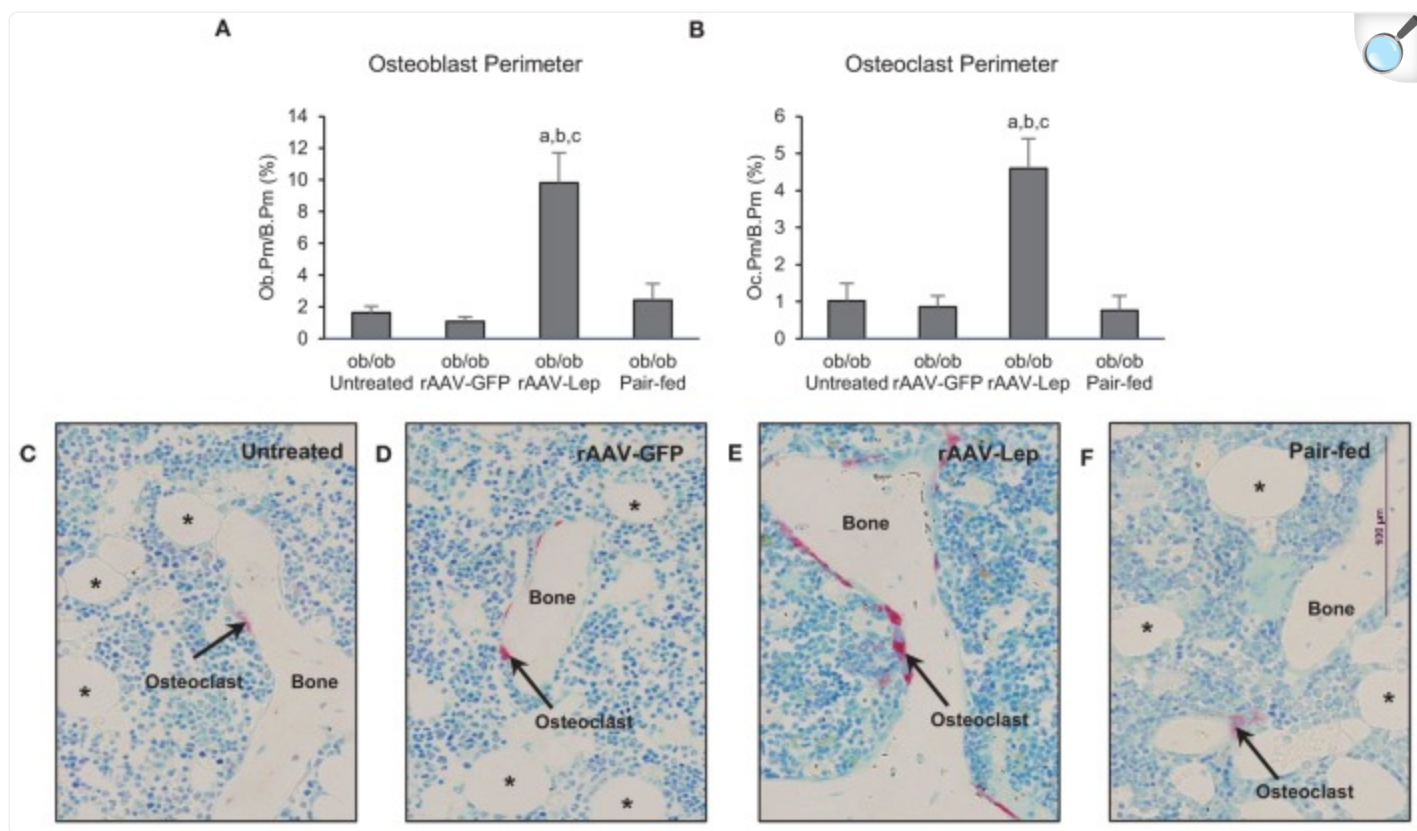 A
B
Osteoblast Perimeter
Osteoclast Perimeter
Ob.Pm/B.Pm (%)
14
12
10
8
6
4
2
0
a,b,c
ob/ob
Untreated
ob/ob
rAAV-GFP
ob/ob
rAAV-Lep
ob/ob
Pair-fed
Oc.Pm/B.Pm (%)
6
5
4
3
2
1
0
a,b,c
ob/ob
Untreated
ob/ob
rAAV-GFP
ob/ob
rAAV-Lep
ob/ob
Pair-fed
C
Untreated
*
*
*
Osteoclast
Bone
D
rAAV-GFP
*
Bone
Osteoclast
*
*
E
rAAV-Lep
Bone
Osteoclast
F
Pair-fed
*
Bone
*
*
Osteoclast